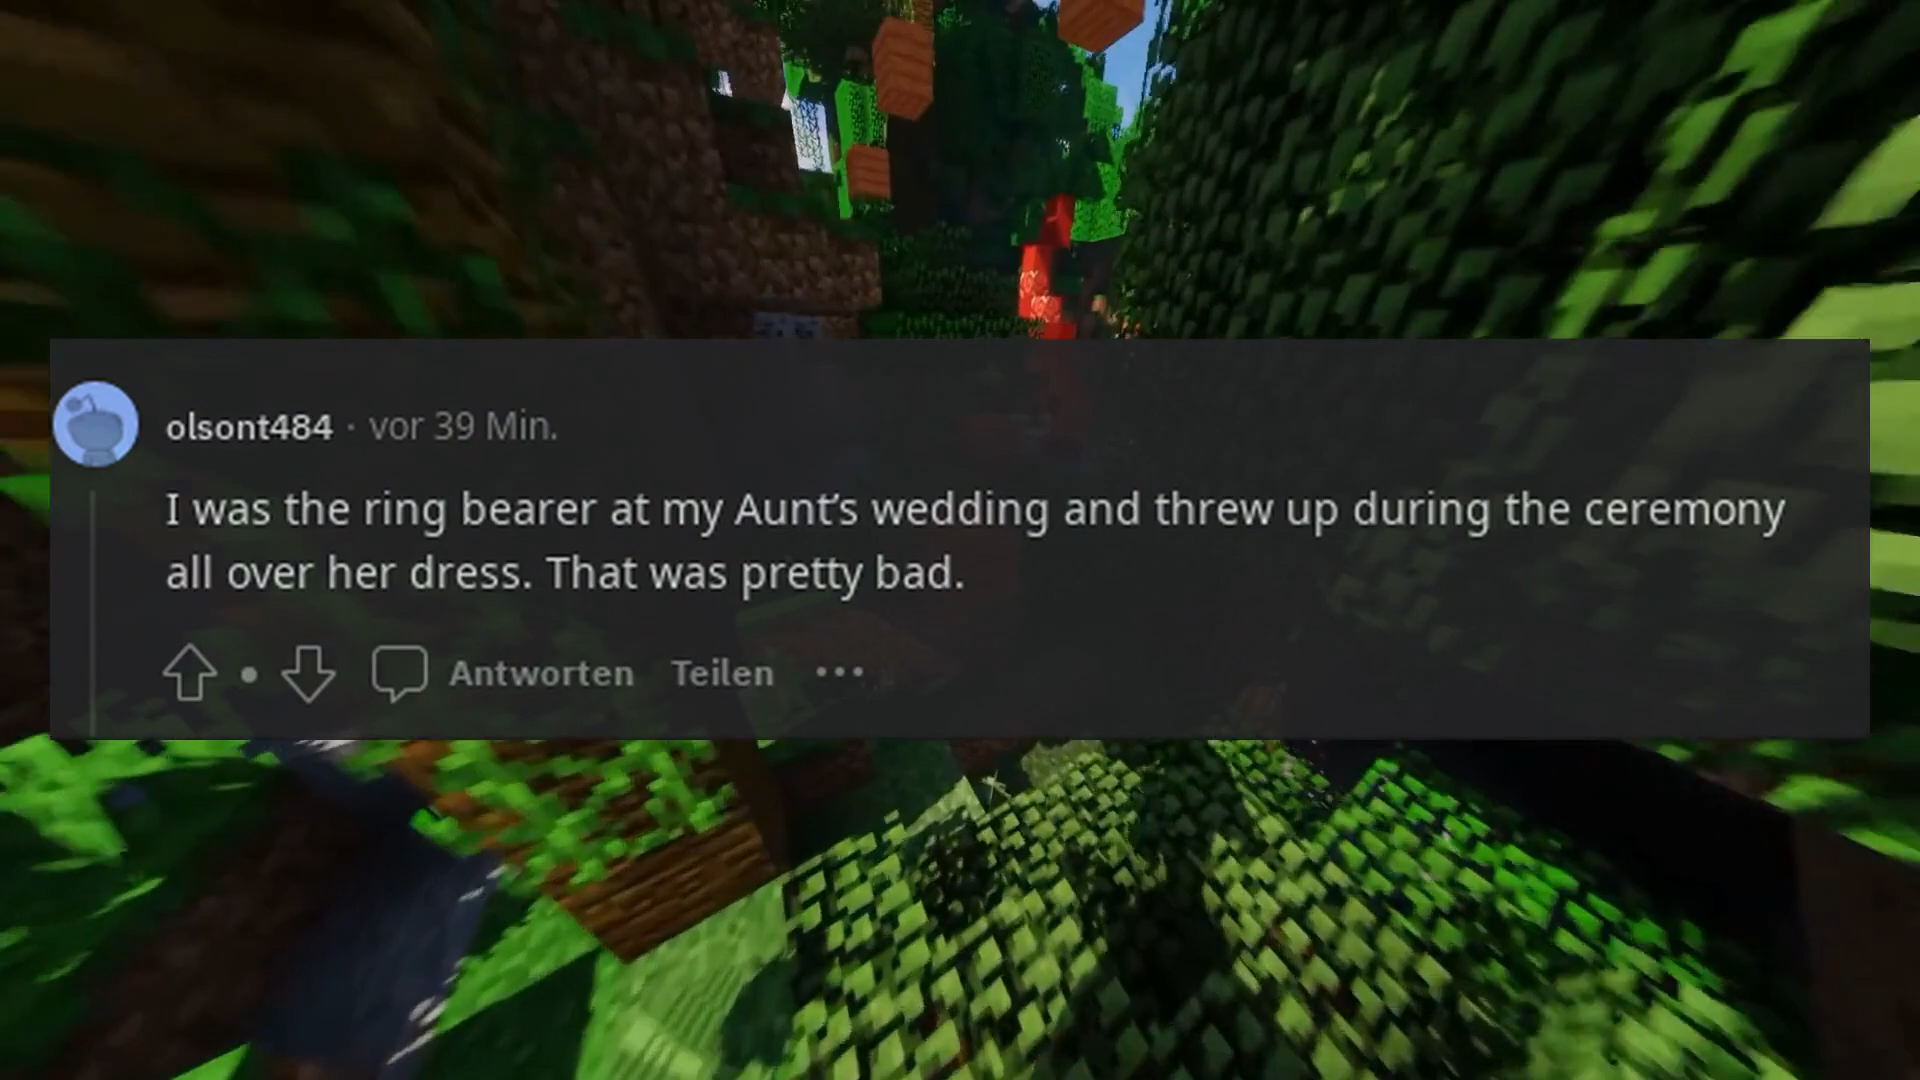 olsont484 · vor 39 Min.
I was the ring bearer at my Aunt’s wedding and threw up during the ceremony
all over her dress. That was pretty bad.
• Antworten Teilen •••